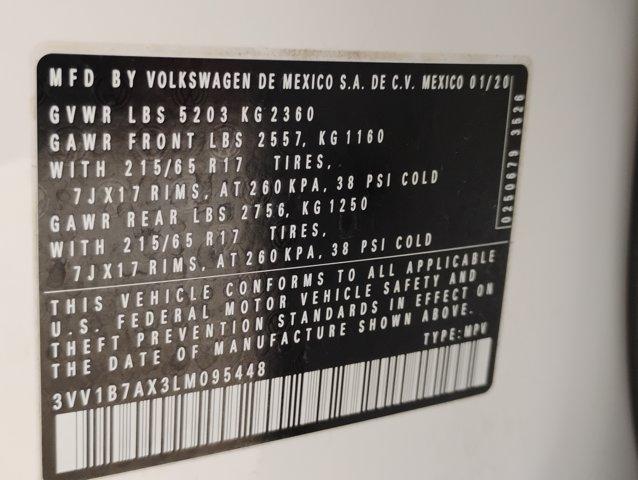 MFD BY VOLKSWAGEN DE MEXICO S.A. DE C.V. MEXICO 01/20
GVWR LBS 5203 KG 2360
GAWR FRONT LBS 2557, KG 1160
WITH 215/65 R17 TIRES,
7JX17 RIMS, AT 260 KPA, 38 PSI COLD
GAWR REAR LBS 2756, KG 1250
WITH 215/65 R17 TIRES,
7JX17 RIMS, AT 260 KPA, 38 PSI COLD
0250679 3526
THIS VEHICLE CONFORMS TO ALL APPLICABLE
U.S. FEDERAL MOTOR VEHICLE SAFETY AND
THEFT PREVENTION STANDARDS IN EFFECT ON
THE DATE OF MANUFACTURE SHOWN ABOVE.
TYPE: MPV
3VV1B7AX3LM095448